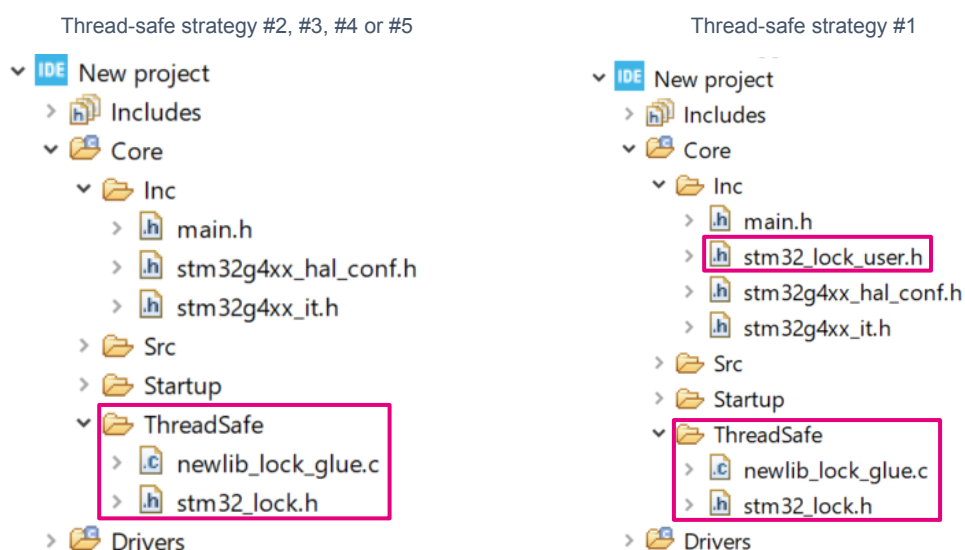 Thread-safe strategy #2, #3, #4 or #5
IDE New project
Includes
Core
Inc
.h main.h
.h stm32g4xx_hal_conf.h
.h stm32g4xx_it.h
Src
Startup
ThreadSafe
.c newlib_lock_glue.c
.h stm32_lock.h
Drivers
Thread-safe strategy #1
IDE New project
Includes
Core
Inc
.h main.h
.h stm32_lock_user.h
.h stm32g4xx_hal_conf.h
.h stm32g4xx_it.h
Src
Startup
ThreadSafe
.c newlib_lock_glue.c
.h stm32_lock.h
Drivers